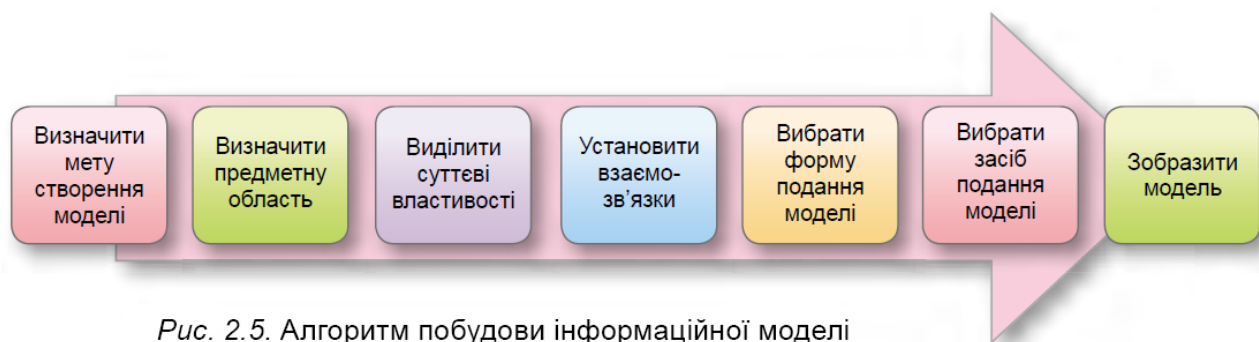 Визначити
мету
створення
моделі
Визначити
предметну
область
Виділити
суттєві
властивості
Установити
взаємо-
зв’язки
Вибрати
форму
подання
моделі
Вибрати
засіб
подання
моделі
Зобразити
модель
Рис. 2.5. Алгоритм побудови інформаційної моделі